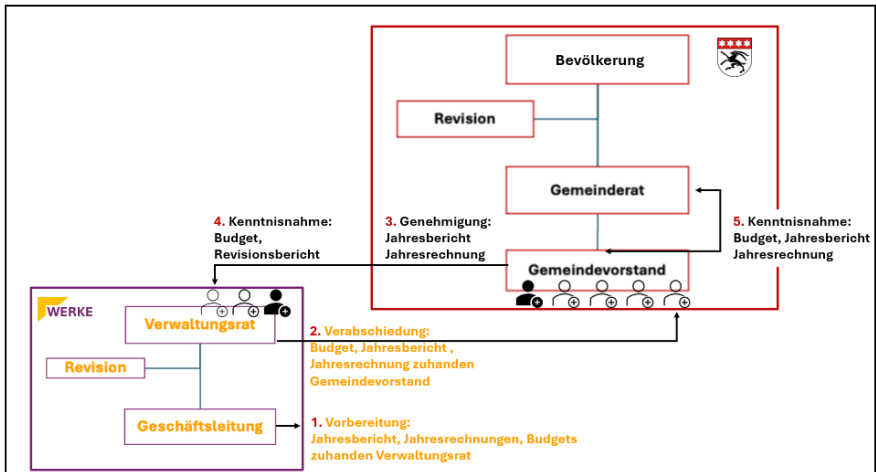 Bevölkerung
Revision
Gemeinderat
4. Kenntnisnahme:
Budget,
Revisionsbericht
3. Genehmigung:
Jahresbericht
Jahresrechnung
5. Kenntnisnahme:
Budget, Jahresbericht
Jahresrechnung
Gemeindevorstand
WERKE
Verwaltungsrat
2. Verabschiedung:
Budget, Jahresbericht ,
Jahresrechnung zuhanden
Gemeindevorstand
Revision
Geschäftsleitung
1. Vorbereitung:
Jahresbericht, Jahresrechnungen, Budgets
zuhanden Verwaltungsrat